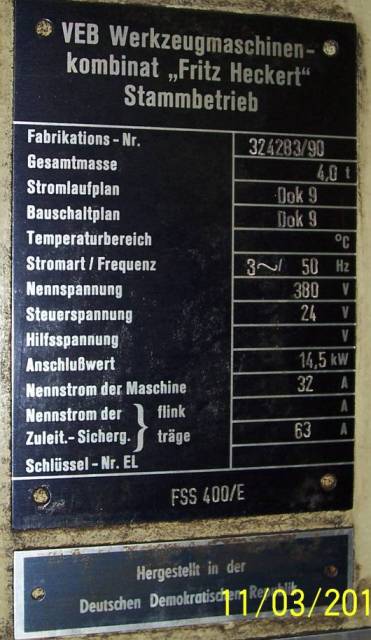 VEB Werkzeugmaschinen-
kombinat „Fritz Heckert“
Stammbetrieb
Fabrikations-Nr. 324283/90
Gesamtmasse 4,0 t
Stromlaufplan Dok 9
Bauschaltplan Dok 9
Temperaturbereich °C
Stromart/Frequenz 3~/ 50 Hz
Nennspannung 380 V
Steuerspannung 24 V
Hilfsspannung V
Anschlußwert 14,5 kW
Nennstrom der Maschine 32 A
Nennstrom der } flink A
Zuleit.-Sicherg. } träge 63 A
Schlüssel-Nr. EL
FSS 400/E
Hergestellt in der
Deutschen Demokratischen Republik
11/03/201